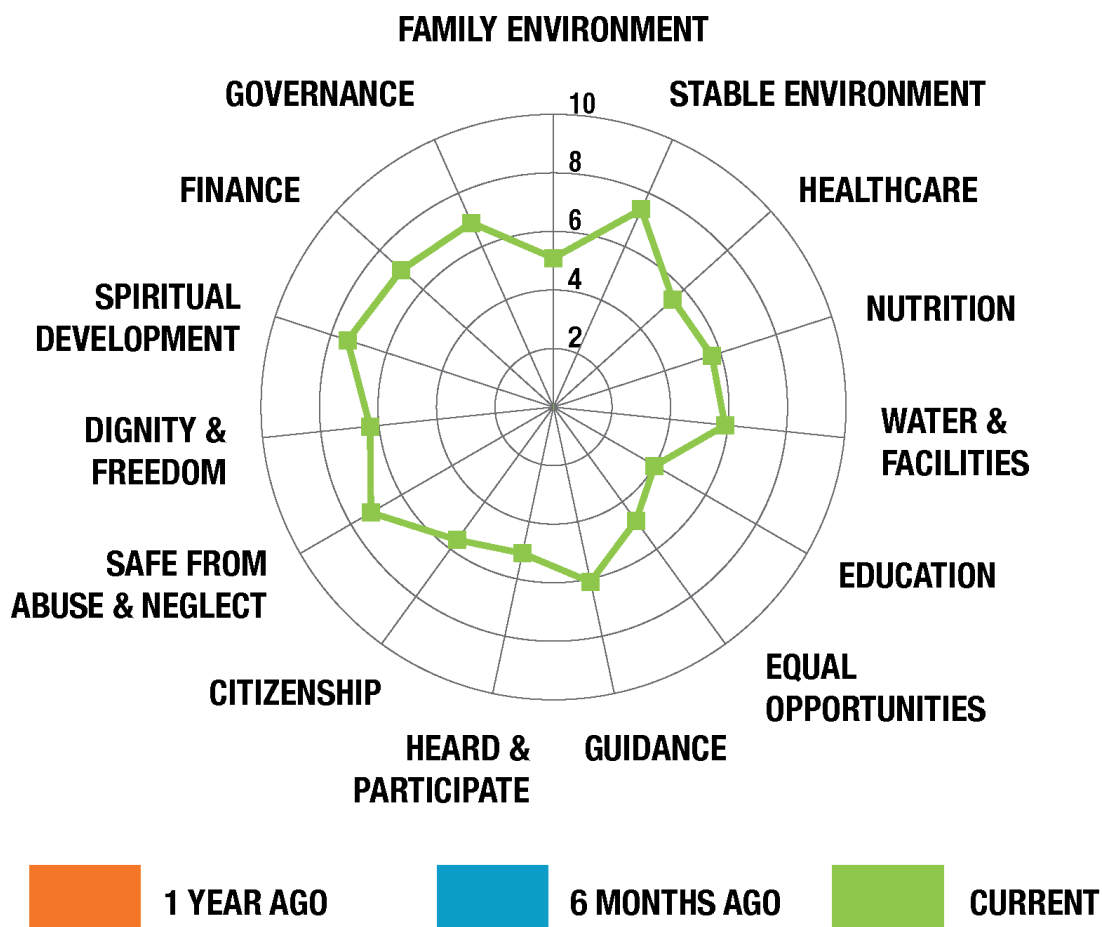 FAMILY ENVIRONMENT
GOVERNANCE
STABLE ENVIRONMENT
10
8
6
4
2
FINANCE
HEALTHCARE
SPIRITUAL
DEVELOPMENT
NUTRITION
DIGNITY &
FREEDOM
WATER &
FACILITIES
SAFE FROM
ABUSE & NEGLECT
EDUCATION
CITIZENSHIP
EQUAL
OPPORTUNITIES
HEARD &
PARTICIPATE
GUIDANCE
1 YEAR AGO
6 MONTHS AGO
CURRENT